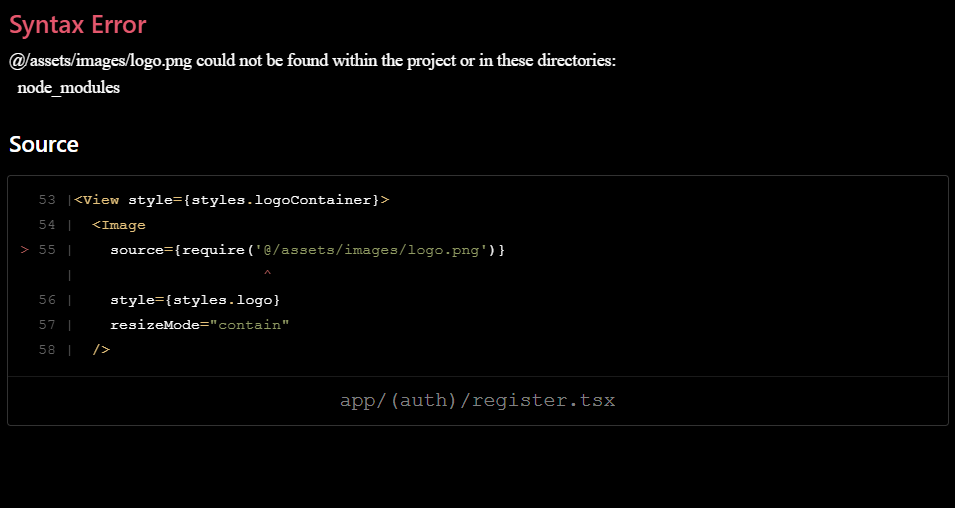 Syntax Error
@/assets/images/logo.png could not be found within the project or in these directories:
node_modules
Source
53 |<View style={styles.logoContainer}>
54 |  <Image
> 55 |    source={require('@/assets/images/logo.png')}
|                     ^
56 |    style={styles.logo}
57 |    resizeMode="contain"
58 |  />
app/(auth)/register.tsx